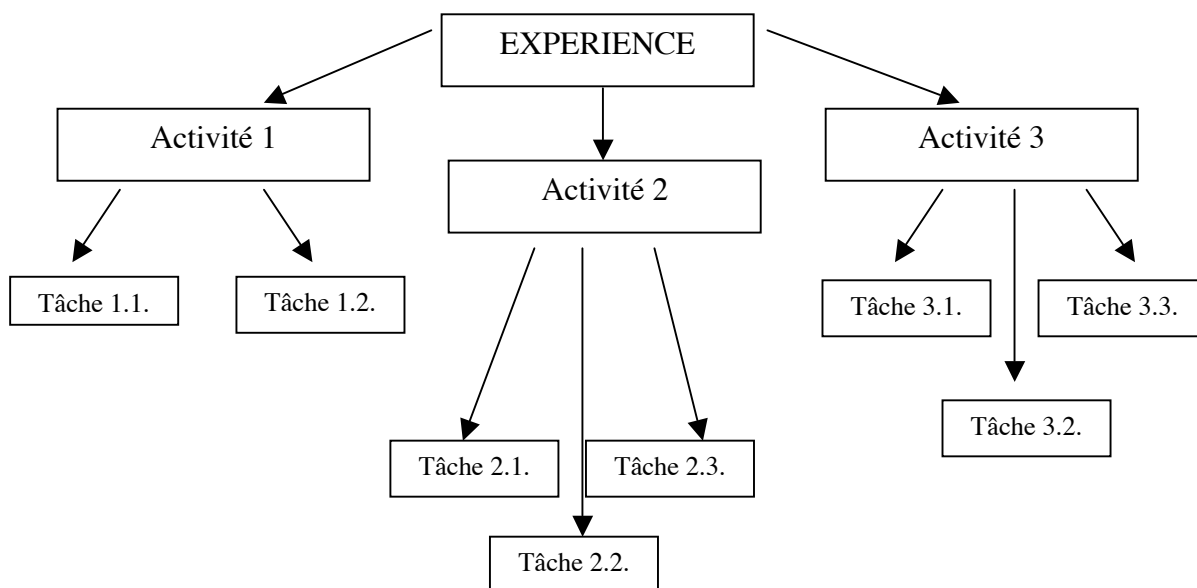 EXPERIENCE
Activité 1
Activité 3
Activité 2
Tâche 1.1.
Tâche 1.2.
Tâche 3.1.
Tâche 3.3.
Tâche 3.2.
Tâche 2.1.
Tâche 2.3.
Tâche 2.2.